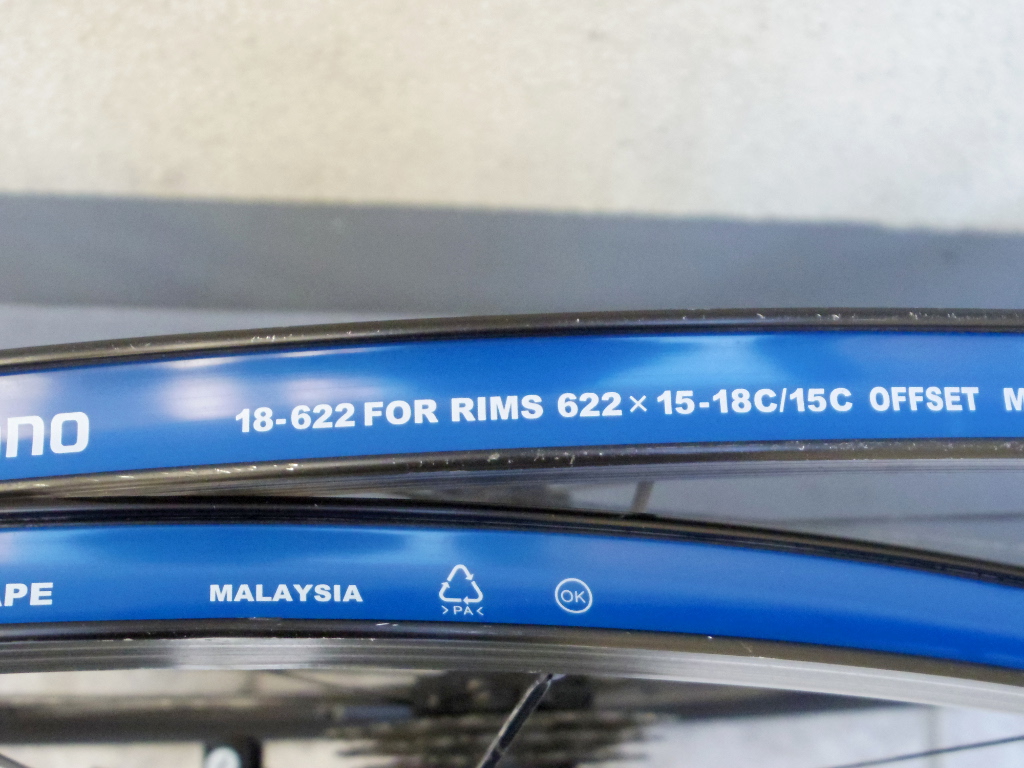 18-622 FOR RIMS 622 × 15-18C/15C OFFSET
MALAYSIA
>PA<
OK